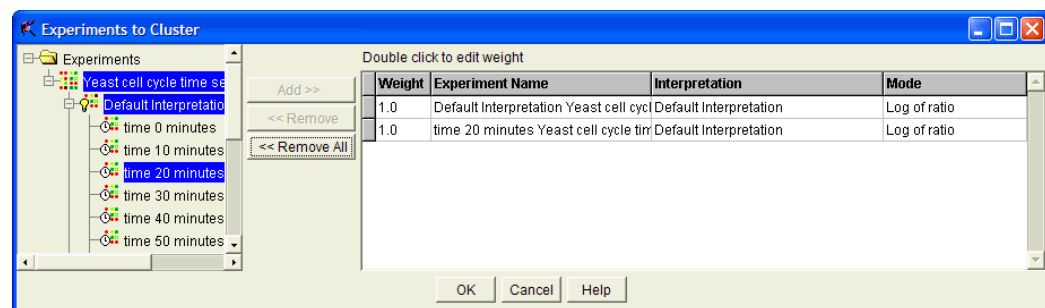 Experiments to Cluster
Experiments
Yeast cell cycle time se
Default Interpretatio
time 0 minutes
time 10 minutes
time 20 minutes
time 30 minutes
time 40 minutes
time 50 minutes
Add >>
<< Remove
<< Remove All
Double click to edit weight
Weight Experiment Name Interpretation Mode
1.0 Default Interpretation Yeast cell cycl Default Interpretation Log of ratio
1.0 time 20 minutes Yeast cell cycle tim Default Interpretation Log of ratio
OK Cancel Help